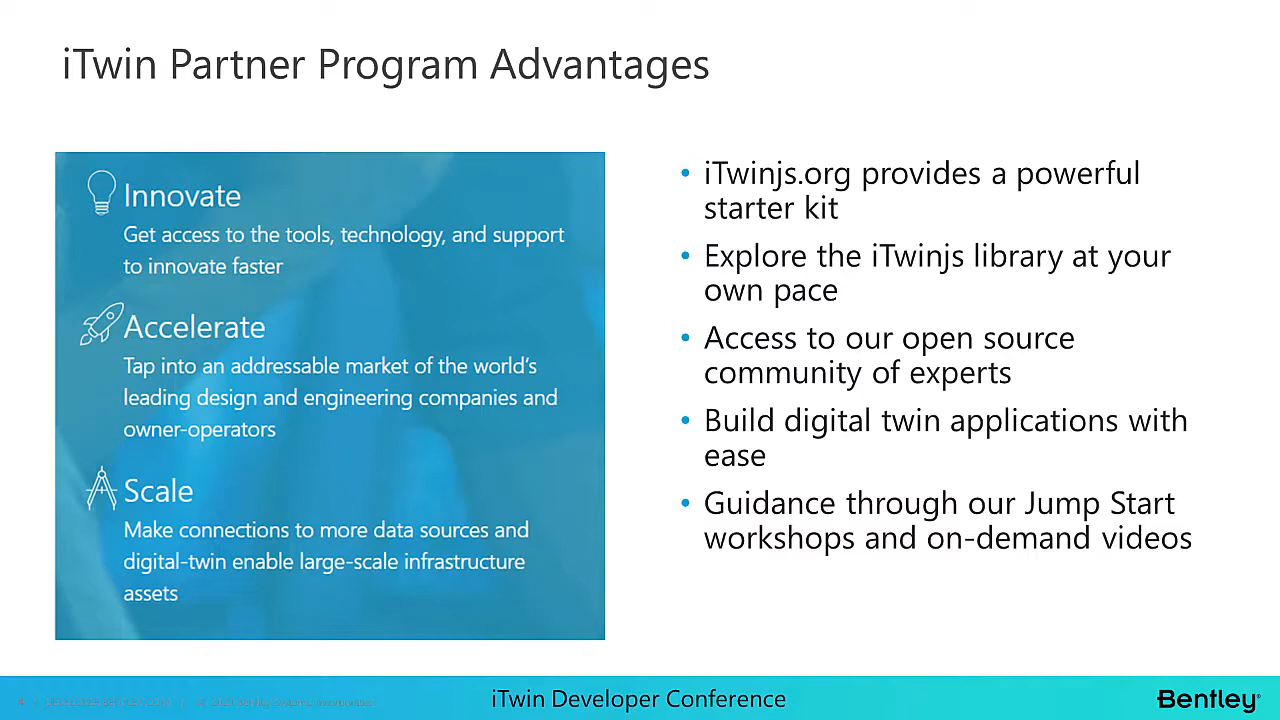 iTwin Partner Program Advantages
Innovate
Get access to the tools, technology, and support
to innovate faster
Accelerate
Tap into an addressable market of the world's
leading design and engineering companies and
owner-operators
Scale
Make connections to more data sources and
digital-twin enable large-scale infrastructure
assets
• iTwinjs.org provides a powerful
starter kit
• Explore the iTwinjs library at your
own pace
• Access to our open source
community of experts
• Build digital twin applications with
ease
• Guidance through our Jump Start
workshops and on-demand videos
iTwin Developer Conference
Bentley